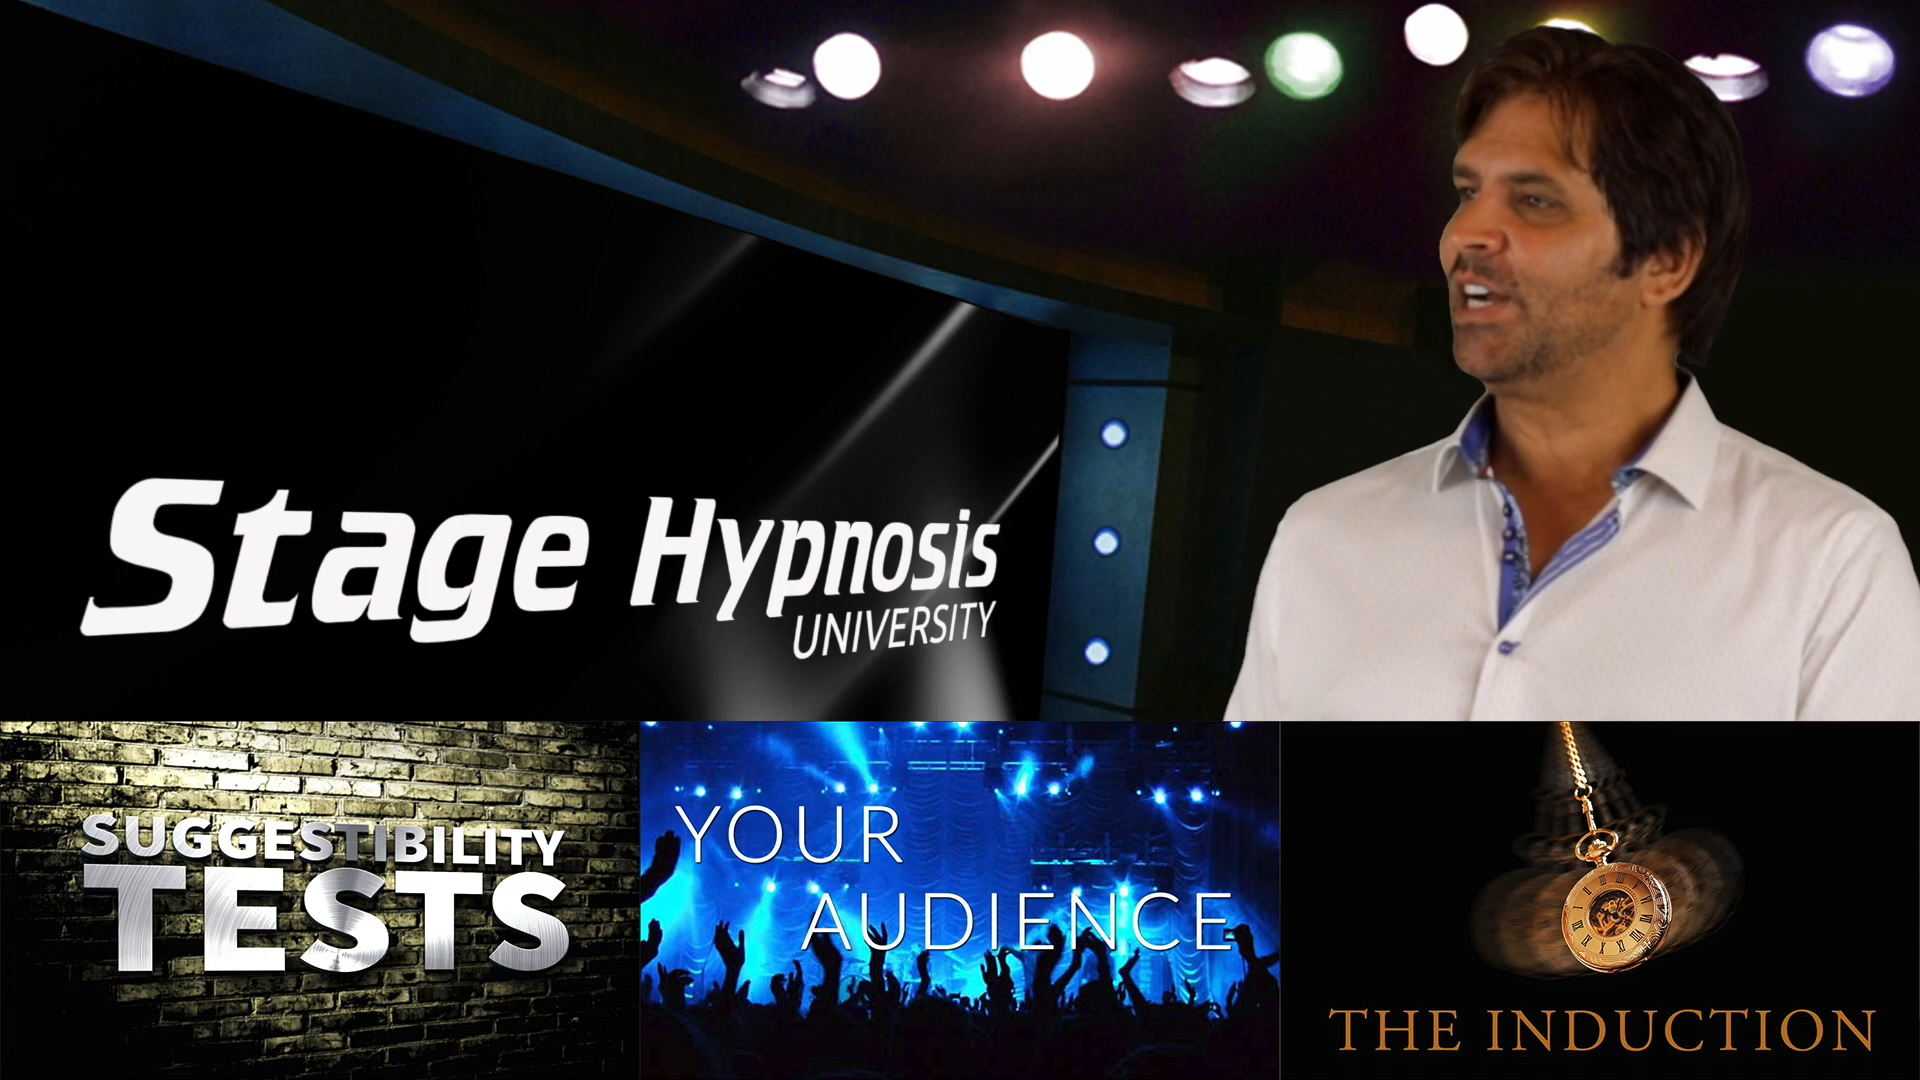 Stage Hypnosis
UNIVERSITY
SUGGESTIBILITY
TESTS
YOUR
AUDIENCE
THE INDUCTION